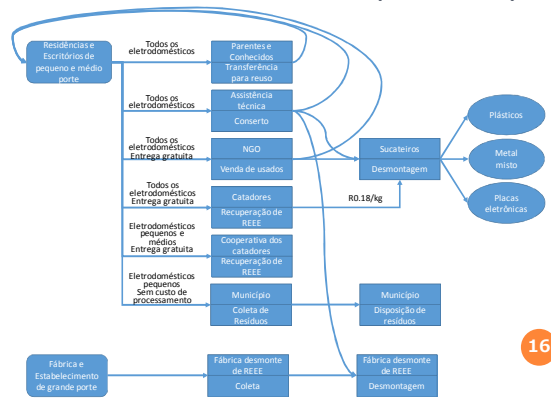 Residências e
Escritórios de
pequeno e médio
porte
Todos os
eletrodomésticos
Parentes e
Conhecidos
Transferência
para reuso
Todos os
eletrodomésticos
Assistência
técnica
Conserto
Todos os
eletrodomésticos
Entrega gratuita
NGO
Venda de usados
Sucateiros
Desmontagem
Plásticos
Metal
misto
Placas
eletrônicas
Todos os
eletrodomésticos
Entrega gratuita
Catadores
Recuperação de
REEE
R0.18/kg
Eletrodomésticos
pequenos e
médios
Entrega gratuita
Cooperativa dos
catadores
Recuperação de
REEE
Eletrodomésticos
pequenos
Sem custo de
processamento
Município
Coleta de
Resíduos
Município
Disposição de
resíduos
16
Fábrica e
Estabelecimento
de grande porte
Fábrica desmonte
de REEE
Coleta
Fábrica desmonte
de REEE
Desmontagem